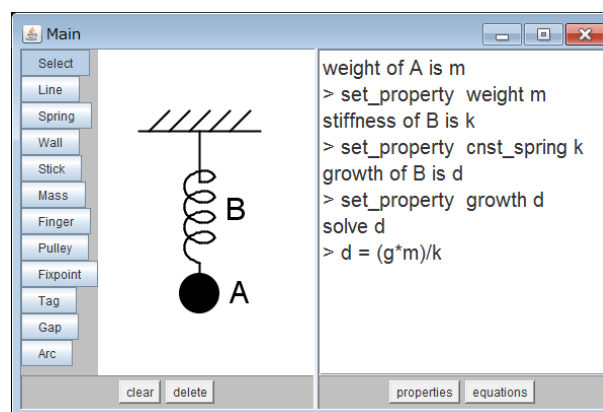 Main
Select
Line
Spring
Wall
Stick
Mass
Finger
Pulley
Fixpoint
Tag
Gap
Arc
B
A
clear delete
weight of A is m
> set_property weight m
stiffness of B is k
> set_property cnst_spring k
growth of B is d
> set_property growth d
solve d
> d = (g*m)/k
properties equations